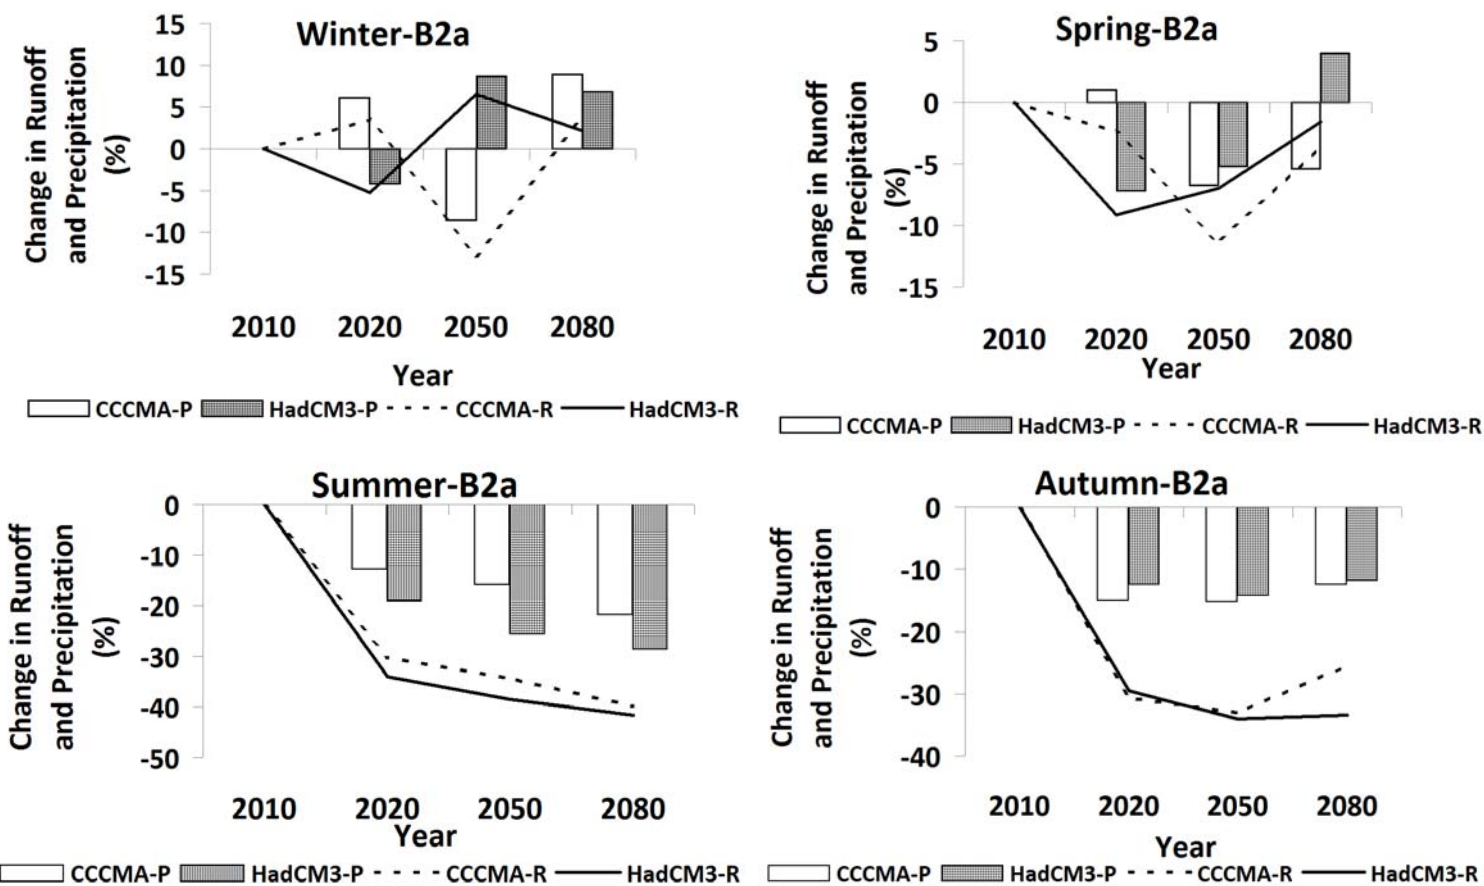 Winter-B2a
Change in Runoff
and Precipitation
(%)
15
10
5
0
-5
-10
-15
2010 2020 2050 2080
Year
CCCMA-P HadCM3-P CCCMA-R HadCM3-R
Spring-B2a
Change in Runoff
and Precipitation
(%)
5
0
-5
-10
-15
2010 2020 2050 2080
Year
CCCMA-P HadCM3-P CCCMA-R HadCM3-R
Summer-B2a
Change in Runoff
and Precipitation
(%)
0
-10
-20
-30
-40
-50
2010 2020 2050 2080
Year
CCCMA-P HadCM3-P CCCMA-R HadCM3-R
Autumn-B2a
Change in Runoff
and Precipitation
(%)
0
-10
-20
-30
-40
2010 2020 2050 2080
Year
CCCMA-P HadCM3-P CCCMA-R HadCM3-R